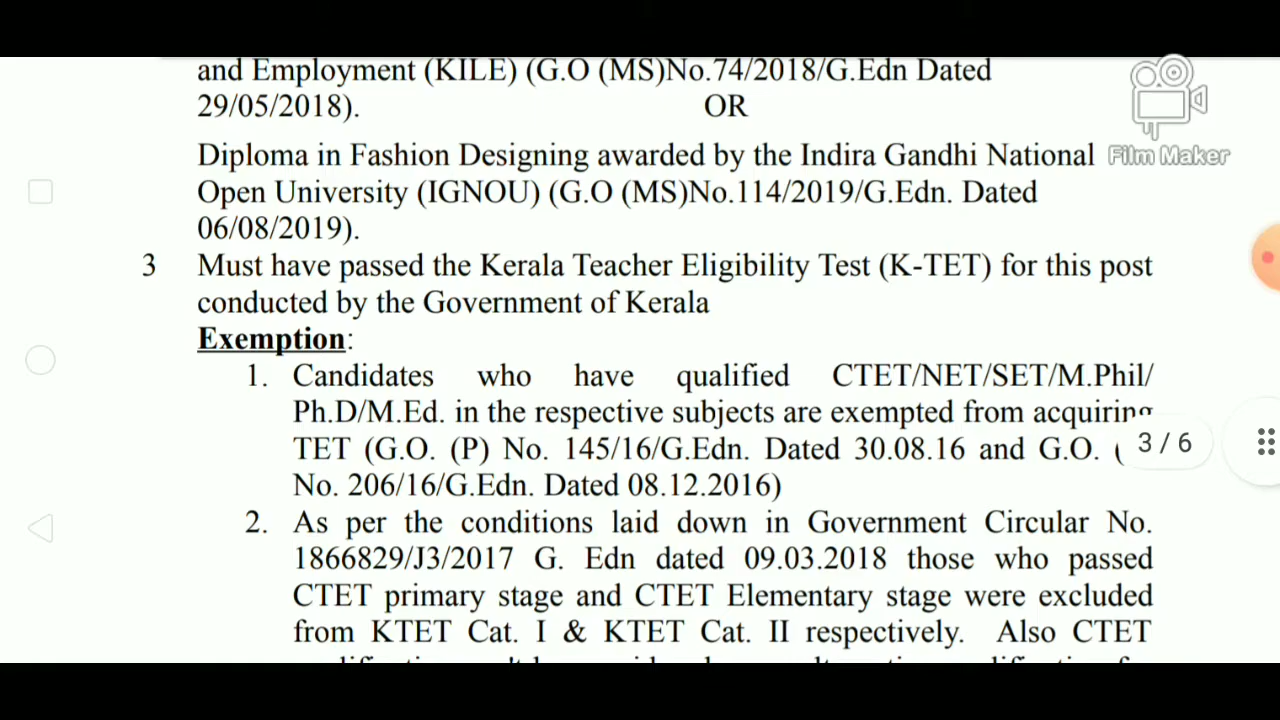 and Employment (KILE) (G.O (MS)No.74/2018/G.Edn Dated
29/05/2018). OR
Diploma in Fashion Designing awarded by the Indira Gandhi National
Open University (IGNOU) (G.O (MS)No.114/2019/G.Edn. Dated
06/08/2019).
3 Must have passed the Kerala Teacher Eligibility Test (K-TET) for this post
conducted by the Government of Kerala
Exemption:
1. Candidates who have qualified CTET/NET/SET/M.Phil/
Ph.D/M.Ed. in the respective subjects are exempted from acquiring
TET (G.O. (P) No. 145/16/G.Edn. Dated 30.08.16 and G.O. (
No. 206/16/G.Edn. Dated 08.12.2016)
2. As per the conditions laid down in Government Circular No.
1866829/J3/2017 G. Edn dated 09.03.2018 those who passed
CTET primary stage and CTET Elementary stage were excluded
from KTET Cat. I & KTET Cat. II respectively. Also CTET
Film Maker
3 / 6